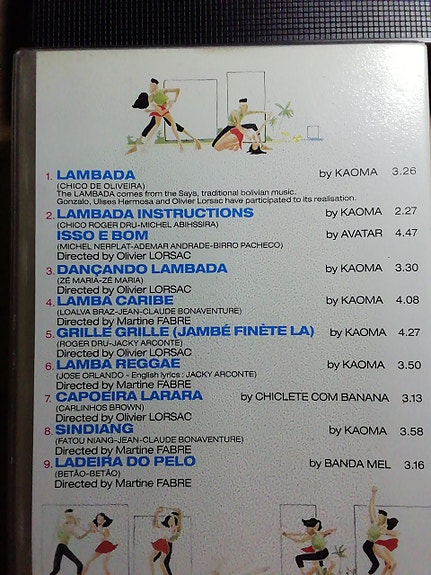 1. LAMBADA by KAOMA 3.26
(CHICO DE OLIVEIRA)
The LAMBADA comes from the Saya, traditional bolivian music.
Gonzalo, Ulises Hermosa and Olivier Lorsac have participated to its realisation.
2. LAMBADA INSTRUCTIONS by KAOMA 2.27
(CHICO ROGER DRU-MICHEL ABIHSSIRA)
ISSO E BOM by AVATAR 4.47
(MICHEL NERPLAT-ADEMAR ANDRADE-BIRRO PACHECO)
Directed by Olivier LORSAC
3. DANÇANDO LAMBADA by KAOMA 3.30
(ZÉ MARIA-ZÉ MARIA)
Directed by Olivier LORSAC
4. LAMBA CARIBE by KAOMA 4.08
(LOALVA BRAZ-JEAN-CLAUDE BONAVENTURE)
Directed by Martine FABRE
5. GRILLE GRILLE (JAMBÉ FINÈTE LA) by KAOMA 4.27
(ROGER DRU-JACKY ARCONTE)
Directed by Olivier LORSAC
6. LAMBA REGGAE by KAOMA 3.50
(JOSE ORLANDO - English lyrics : JACKY ARCONTE)
Directed by Martine FABRE
7. CAPOEIRA LARARA by CHICLETE COM BANANA 3.13
(CARLINHOS BROWN)
Directed by Olivier LORSAC
8. SINDIANG by KAOMA 3.58
(FATOU NIANG-JEAN-CLAUDE BONAVENTURE)
Directed by Martine FABRE
9. LADEIRA DO PELO by BANDA MEL 3.16
(BETÃO-BETÃO)
Directed by Martine FABRE